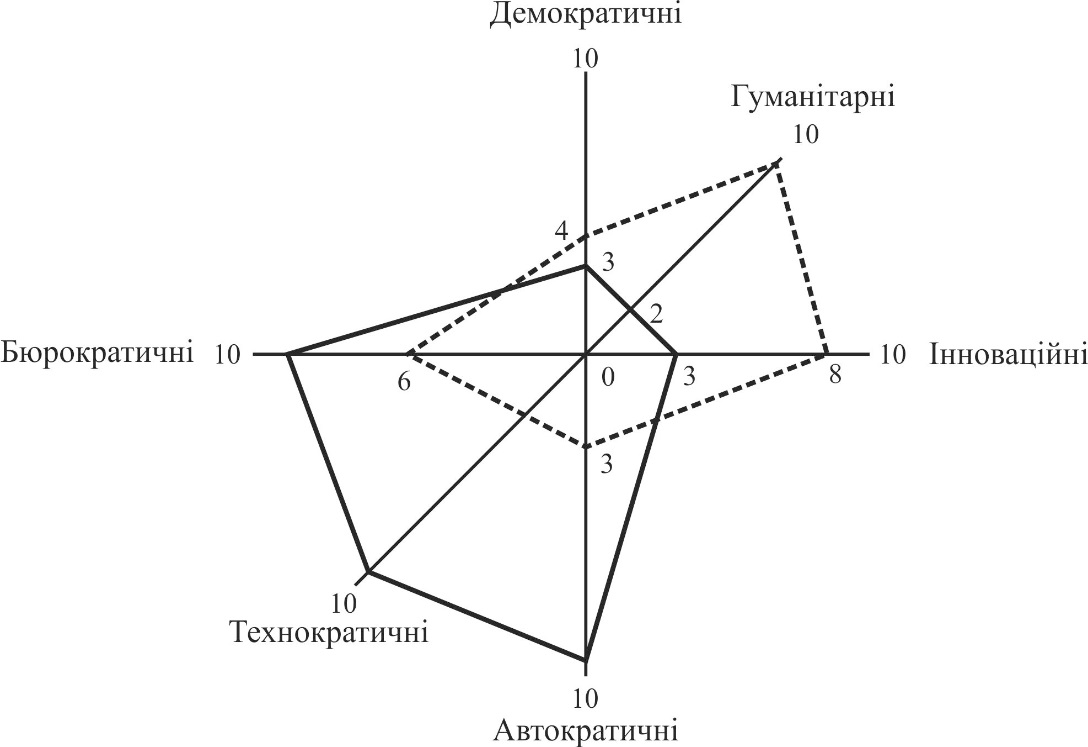 Демократичні
10
Гуманітарні
10
4
3
2
Бюрократичні 10
10 Інноваційні
6
0
3
8
3
10
Технократичні
10
Автократичні